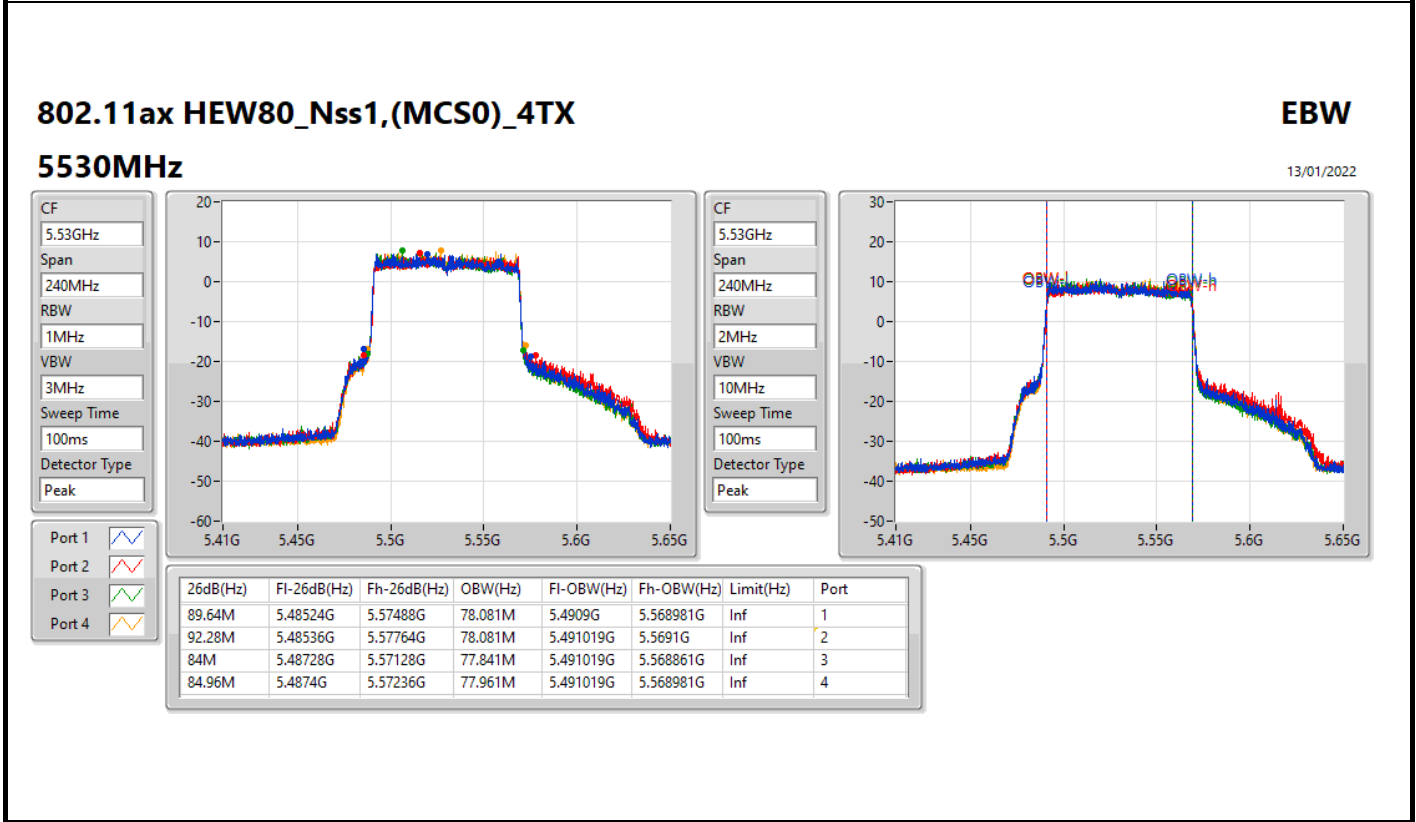 802.11ax HEW80_Nss1,(MCS0)_4TX
EBW
5530MHz
13/01/2022
CF
5.53GHz
Span
240MHz
RBW
1MHz
VBW
3MHz
Sweep Time
100ms
Detector Type
Peak
20
10
0
-10
-20
-30
-40
-50
-60
5.41G 5.45G 5.5G 5.55G 5.6G 5.65G
CF
5.53GHz
Span
240MHz
RBW
2MHz
VBW
10MHz
Sweep Time
100ms
Detector Type
Peak
30
20
10
0
-10
-20
-30
-40
-50
OBW-l OBW-h
5.41G 5.45G 5.5G 5.55G 5.6G 5.65G
Port 1
Port 2
Port 3
Port 4
26dB(Hz) Fl-26dB(Hz) Fh-26dB(Hz) OBW(Hz) Fl-OBW(Hz) Fh-OBW(Hz) Limit(Hz) Port
89.64M 5.48524G 5.57488G 78.081M 5.4909G 5.568981G Inf 1
92.28M 5.48536G 5.57764G 78.081M 5.491019G 5.5691G Inf 2
84M 5.48728G 5.57128G 77.841M 5.491019G 5.568861G Inf 3
84.96M 5.4874G 5.57236G 77.961M 5.491019G 5.568981G Inf 4